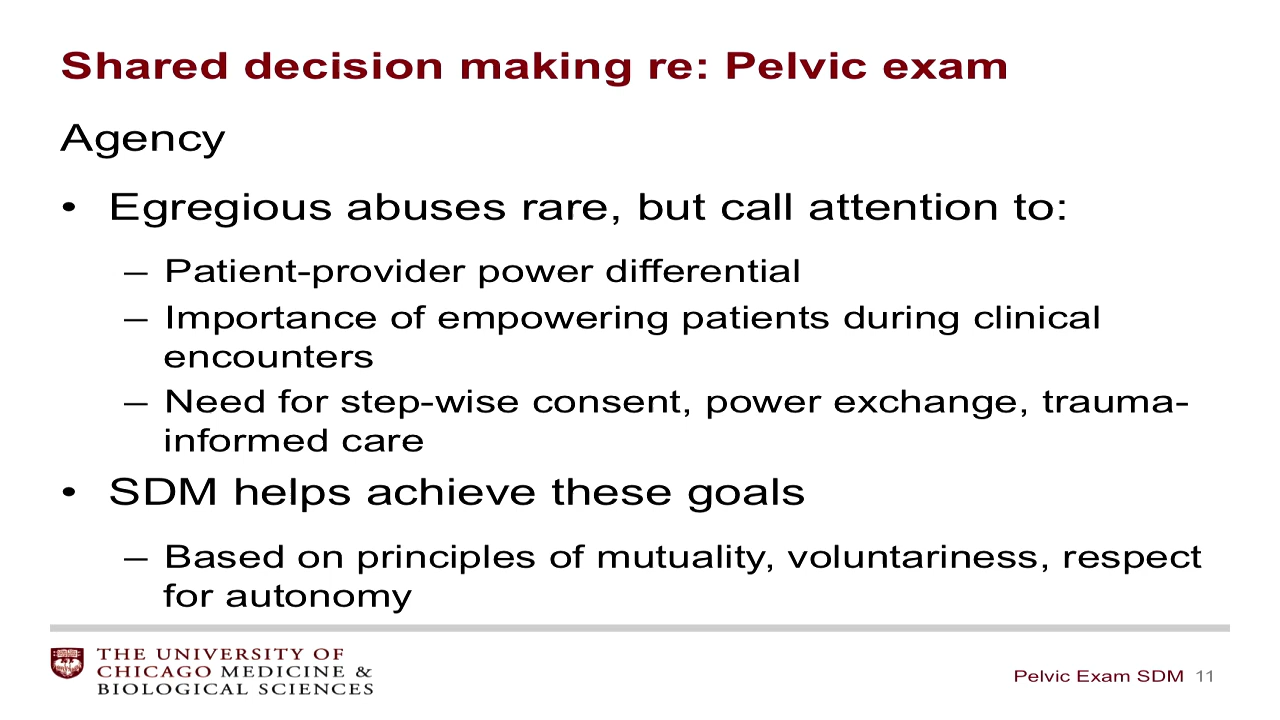 Shared decision making re: Pelvic exam
Agency
• Egregious abuses rare, but call attention to:
– Patient-provider power differential
– Importance of empowering patients during clinical
encounters
– Need for step-wise consent, power exchange, trauma-
informed care
• SDM helps achieve these goals
– Based on principles of mutuality, voluntariness, respect
for autonomy
THE UNIVERSITY OF
CHICAGO MEDICINE &
BIOLOGICAL SCIENCES
Pelvic Exam SDM 11